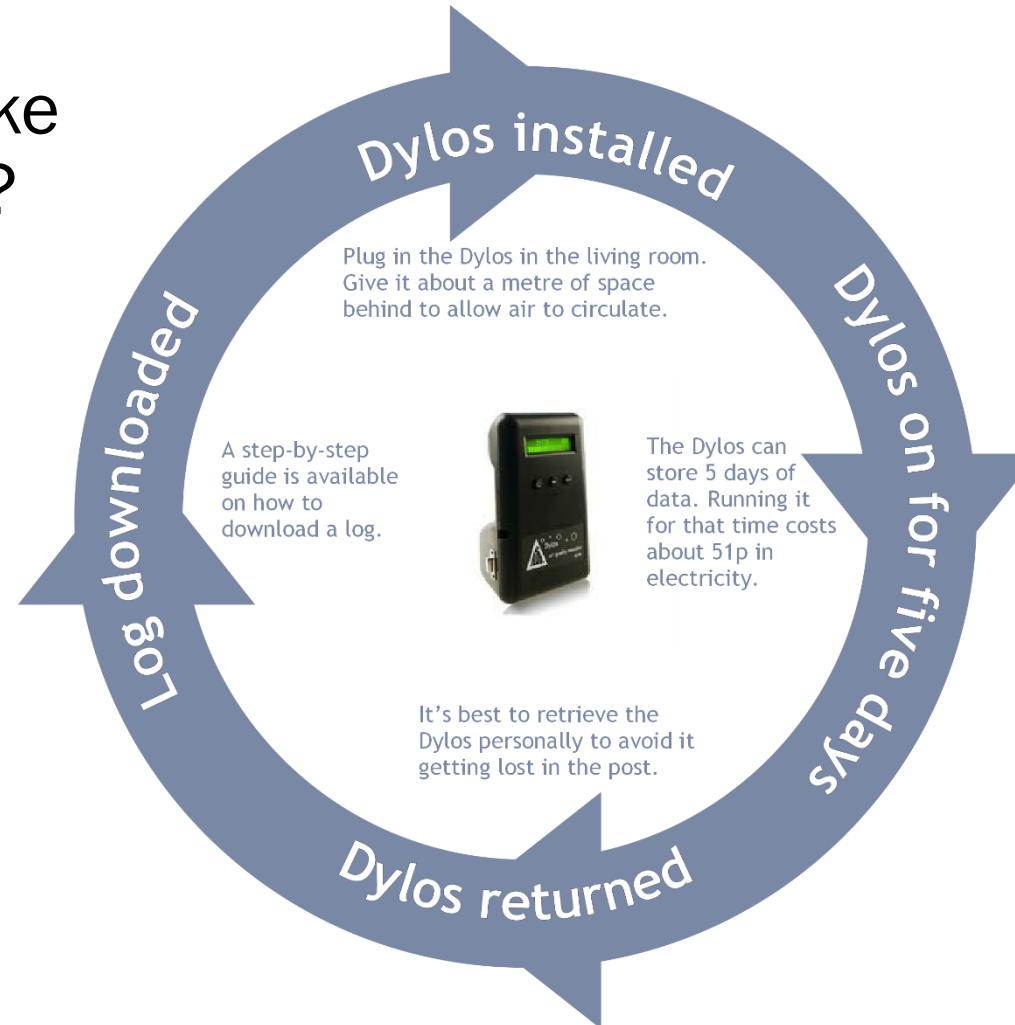 ke
?
Dylos installed
Plug in the Dylos in the living room.
Give it about a metre of space
behind to allow air to circulate.
Dylos on for five days
The Dylos can
store 5 days of
data. Running it
for that time costs
about 51p in
electricity.
Dylos returned
It's best to retrieve the
Dylos personally to avoid it
getting lost in the post.
Log downloaded
A step-by-step
guide is available
on how to
download a log.
Dylos